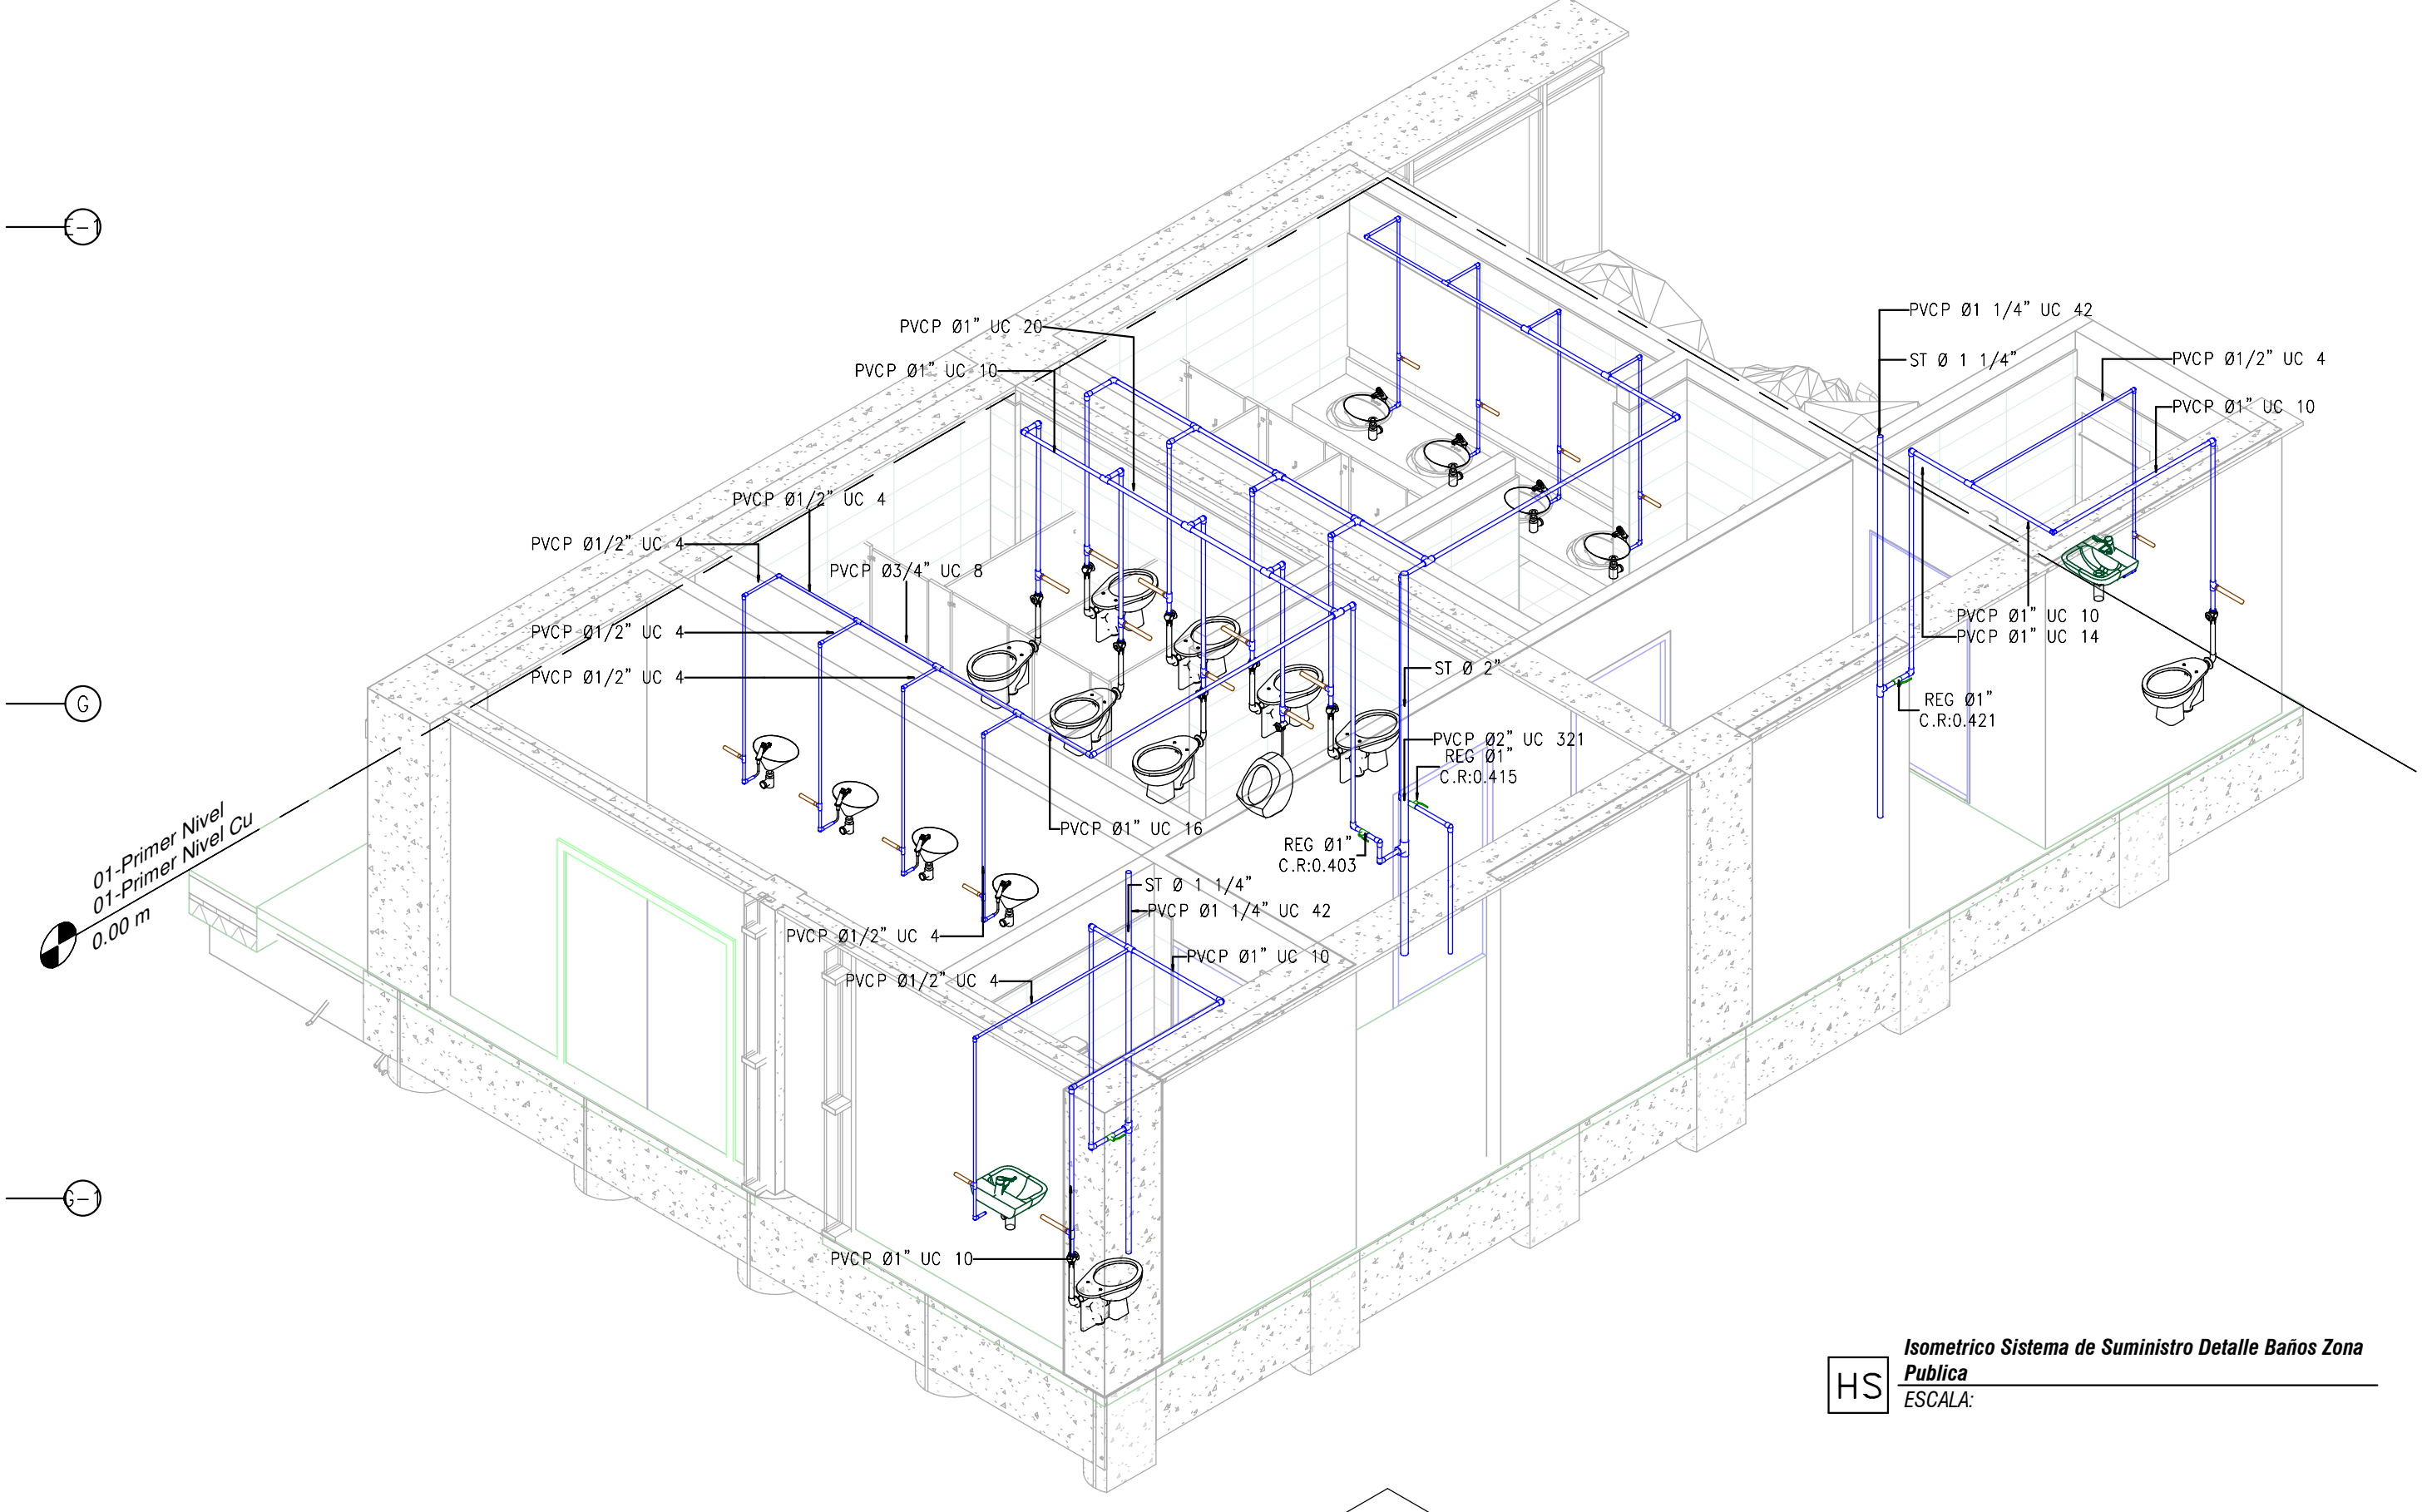 E-1
PVCP Ø1 1/4" UC 42
PVCP Ø1" UC 20
ST Ø 1 1/4"
PVCP Ø1/2" UC 4
PVCP Ø1" UC 10
PVCP Ø1" UC 10
PVCP Ø1/2" UC 4
PVCP Ø1/2" UC 4
PVCP Ø3/4" UC 8
PVCP Ø1" UC 10
PVCP Ø1/2" UC 4
PVCP Ø1" UC 14
ST Ø 2"
PVCP Ø1/2" UC 4
G
REG Ø1"
C.R:0.421
PVCP Ø2" UC 321
REG Ø1"
C.R:0.415
PVCP Ø1" UC 16
REG Ø1"
C.R:0.403
01-Primer Nivel
01-Primer Nivel Cu
0.00 m
ST Ø 1 1/4"
PVCP Ø1 1/4" UC 42
PVCP Ø1/2" UC 4
PVCP Ø1" UC 10
PVCP Ø1/2" UC 4
G-1
PVCP Ø1" UC 10
HS
Isometrico Sistema de Suministro Detalle Baños Zona
Publica
ESCALA: